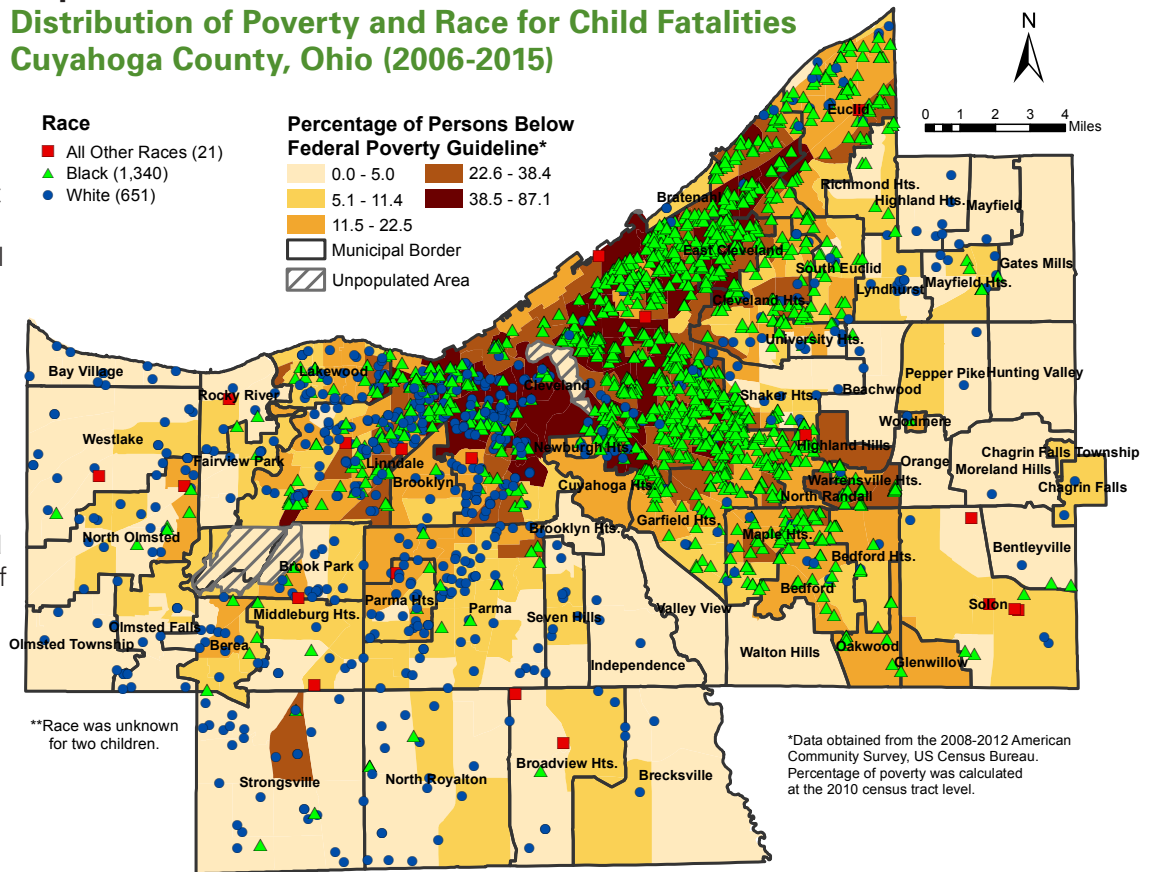 Distribution of Poverty and Race for Child Fatalities
Cuyahoga County, Ohio (2006-2015)
N
0 1 2 3 4
Miles
Race
All Other Races (21)
Black (1,340)
White (651)
Percentage of Persons Below
Federal Poverty Guideline*
0.0 - 5.0
5.1 - 11.4
11.5 - 22.5
22.6 - 38.4
38.5 - 87.1
Municipal Border
Unpopulated Area
Euclid
Richmond Hts.
Highland Hts.
Mayfield
Bratenahl
East Cleveland
South Euclid
Gates Mills
Lyndhurst
Mayfield Hts.
Cleveland Hts.
University Hts.
Bay Village
Lakewood
Rocky River
Cleveland
Shaker Hts.
Beachwood
Pepper Pike
Hunting Valley
Woodmere
Westlake
Fairview Park
Linndale
Brooklyn
Newburgh Hts.
Cuyahoga Hts.
Highland Hills
Orange
Moreland Hills
Chagrin Falls Township
Chagrin Falls
Warrensville Hts.
North Randall
Garfield Hts.
Maple Hts.
Brooklyn Hts.
North Olmsted
Brook Park
Bedford Hts.
Bentleyville
Bedford
Solon
Olmsted Falls
Middleburg Hts.
Parma Hts.
Parma
Seven Hills
Valley View
Olmsted Township
Berea
Independence
Walton Hills
Oakwood
Glenwillow
**Race was unknown
for two children.
Strongsville
North Royalton
Broadview Hts.
Brecksville
*Data obtained from the 2008-2012 American
Community Survey, US Census Bureau.
Percentage of poverty was calculated
at the 2010 census tract level.